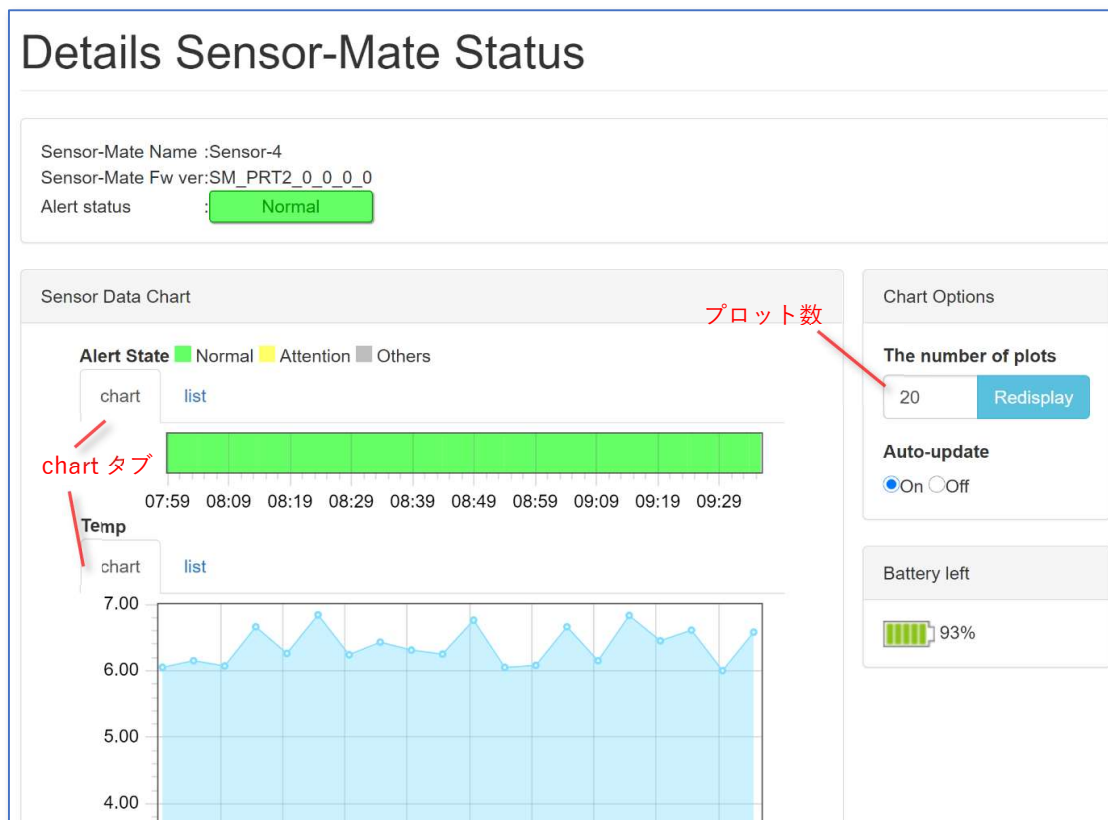 Details Sensor-Mate Status
Sensor-Mate Name :Sensor-4
Sensor-Mate Fw ver:SM_PRT2_0_0_0_0
Alert status : Normal
Sensor Data Chart
プロット数
Alert State Normal Attention Others
chart list
chart タブ
07:59 08:09 08:19 08:29 08:39 08:49 08:59 09:09 09:19 09:29
Temp
chart list
7.00
6.00
5.00
4.00
Chart Options
The number of plots
20 Redisplay
Auto-update
On Off
Battery left
93%